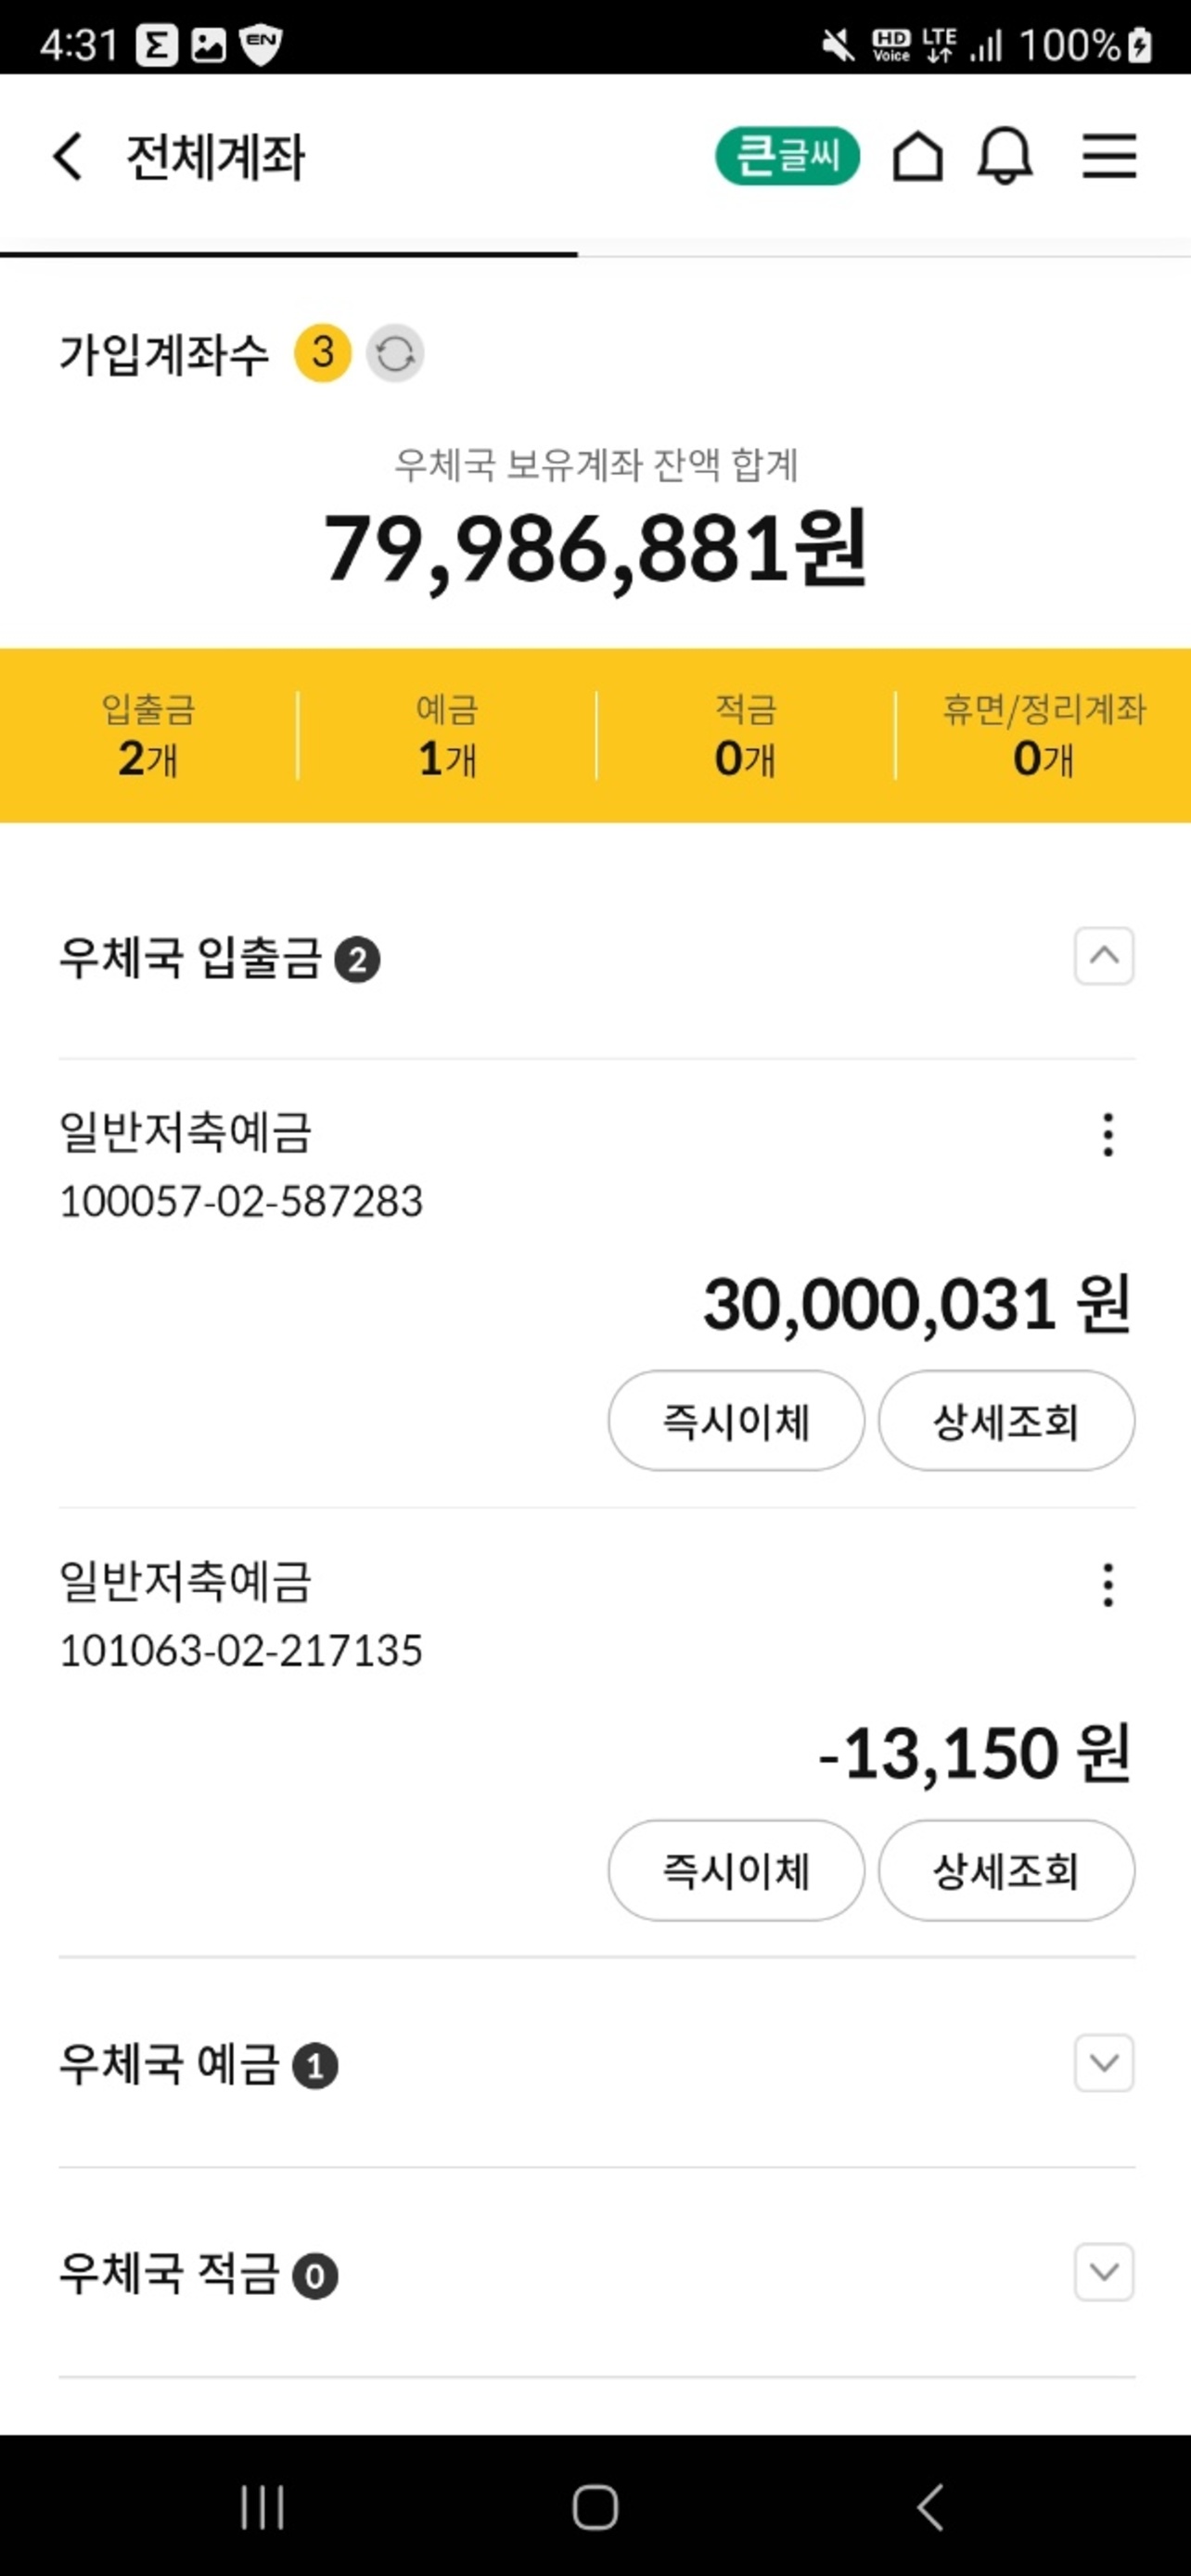 4:31 EN HD Voice LTE 100%
전체계좌 큰글씨
가입계좌수 3
우체국 보유계좌 잔액 합계
79,986,881원
입출금 예금 적금 휴면/정리계좌
2개 1개 0개 0개
우체국 입출금 2
일반저축예금
100057-02-587283
30,000,031 원
즉시이체 상세조회
일반저축예금
101063-02-217135
-13,150 원
즉시이체 상세조회
우체국 예금 1
우체국 적금 0